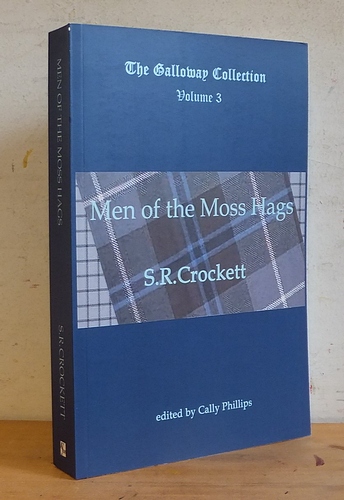 The Galloway Collection
Volume 3
Men of the Moss Hags
S.R.Crockett
edited by Cally Phillips
MEN OF THE MOSS HAGS
S.R.CROCKETT